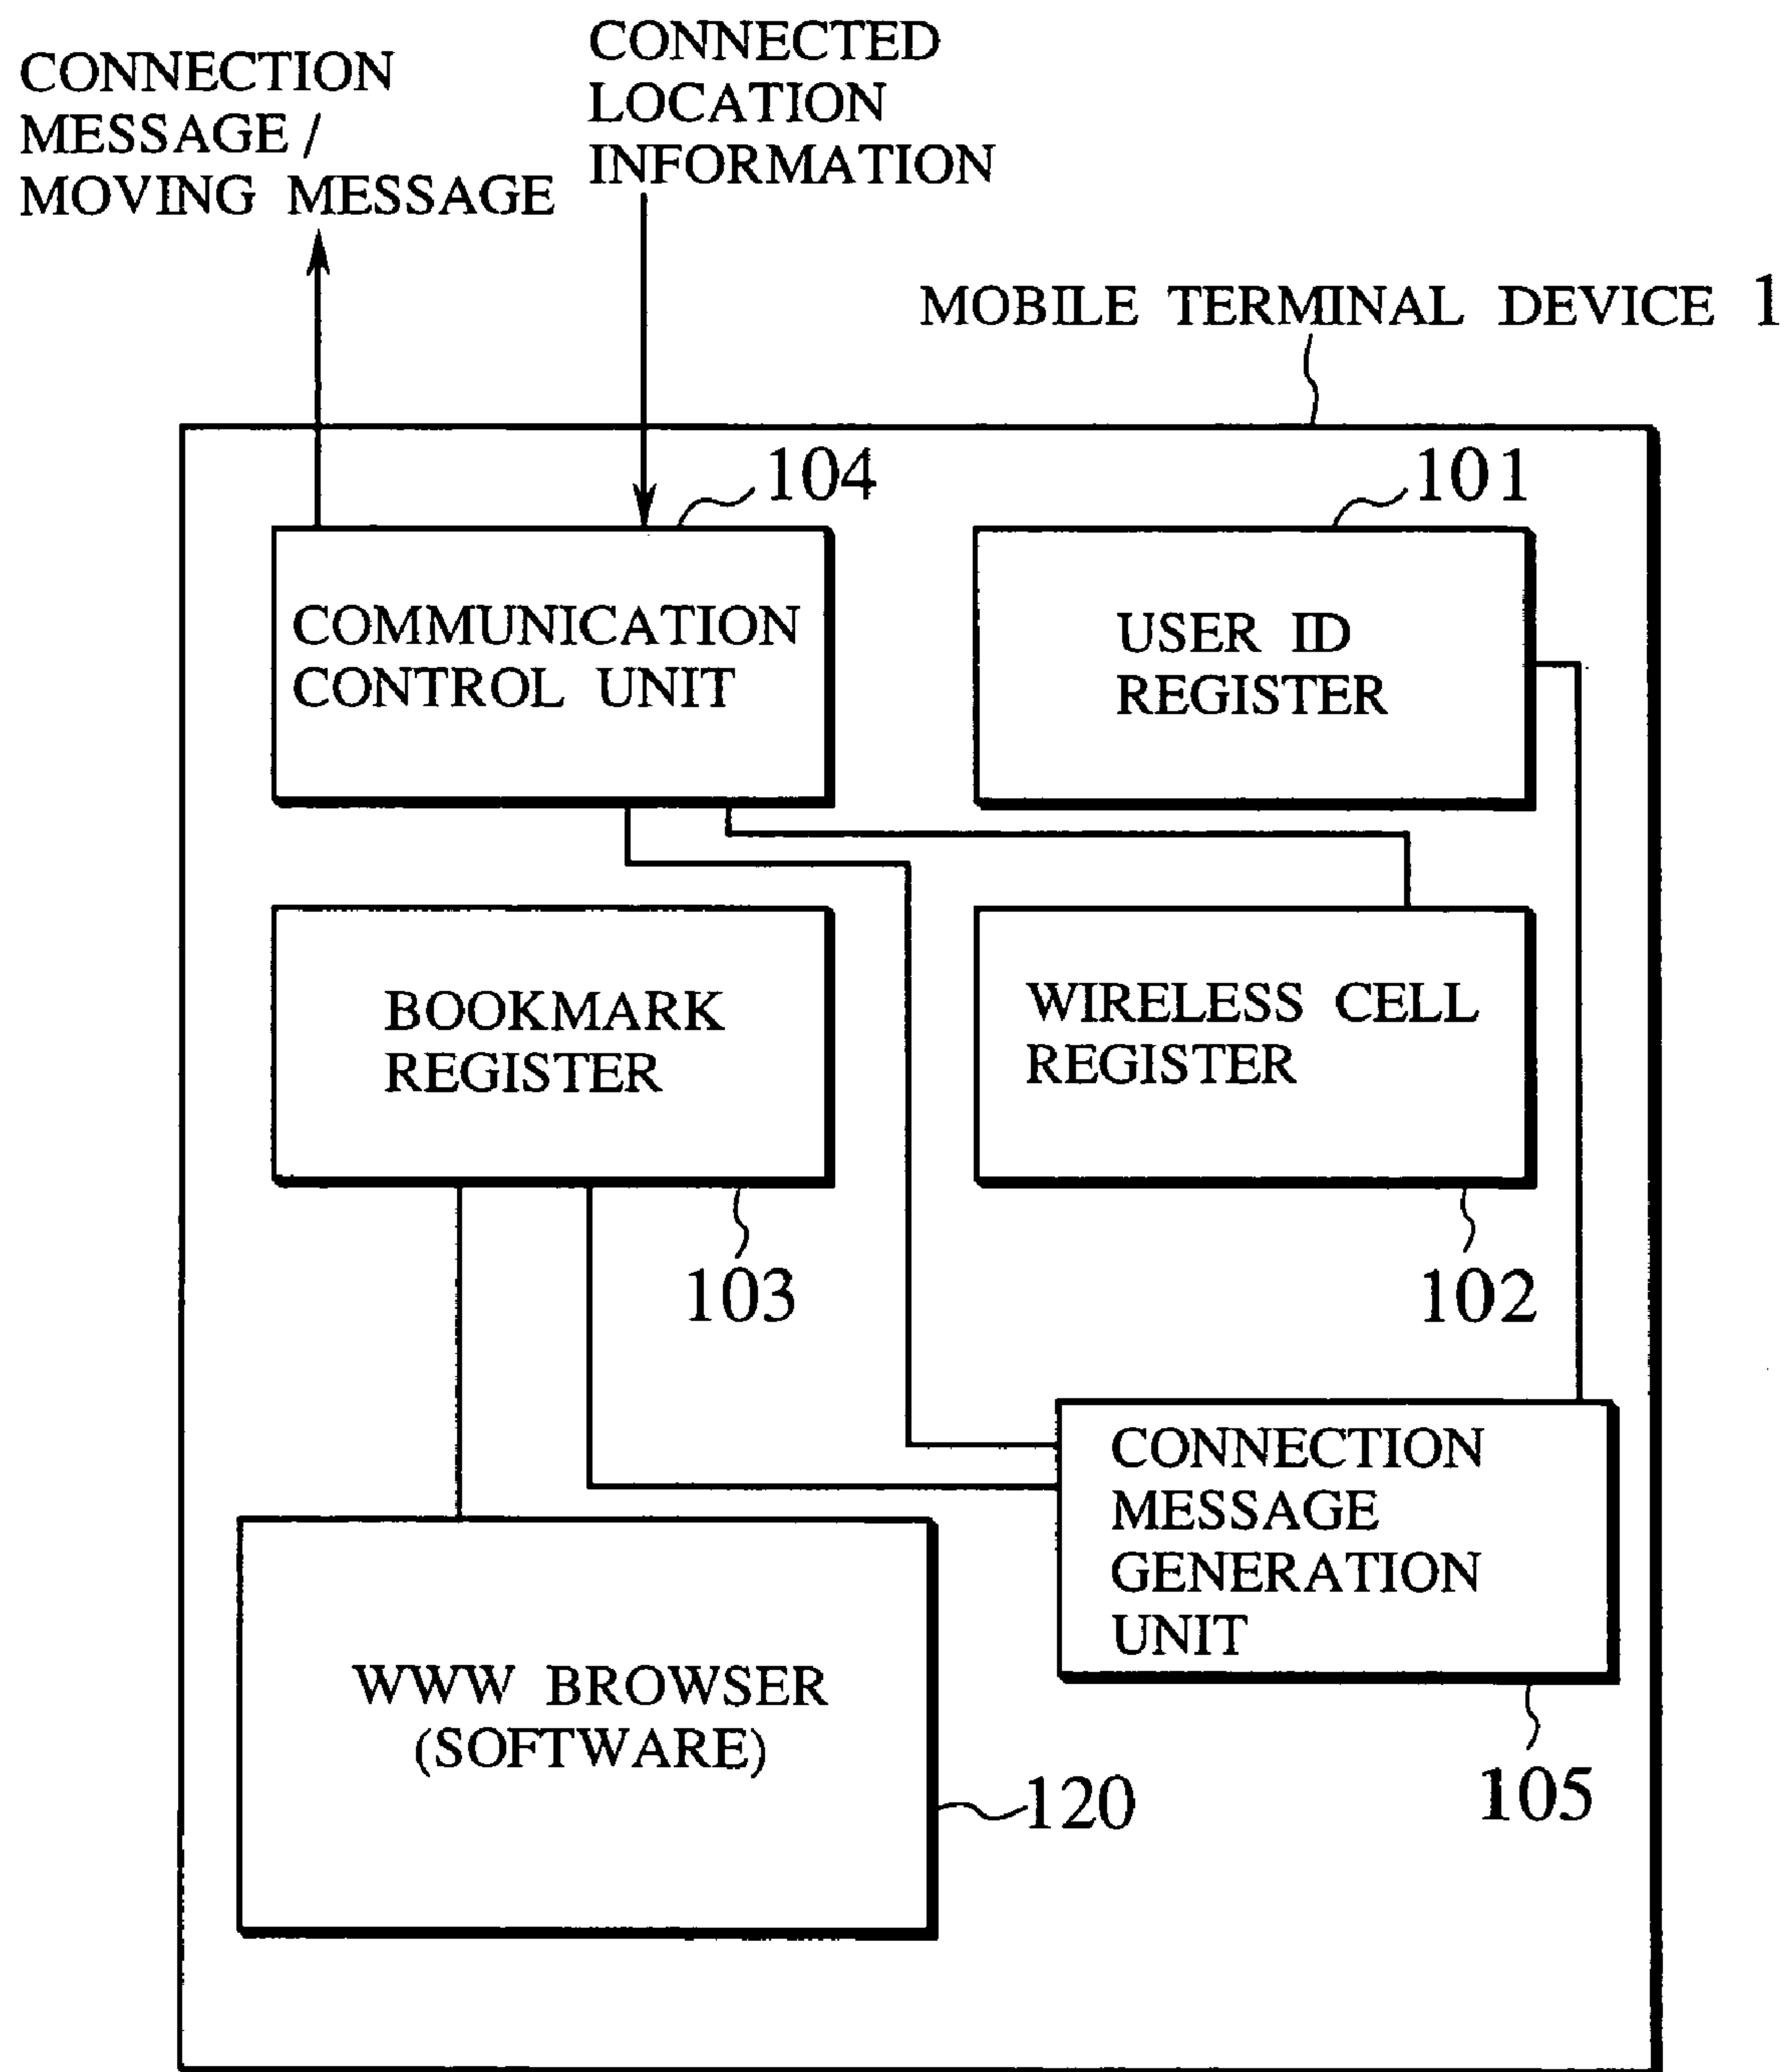 CONNECTION
MESSAGE /
MOVING MESSAGE
CONNECTED
LOCATION
INFORMATION
MOBILE TERMINAL DEVICE 1
104
101
COMMUNICATION
CONTROL UNIT
USER ID
REGISTER
BOOKMARK
REGISTER
WIRELESS CELL
REGISTER
103
102
CONNECTION
MESSAGE
GENERATION
UNIT
WWW BROWSER
(SOFTWARE)
120
105